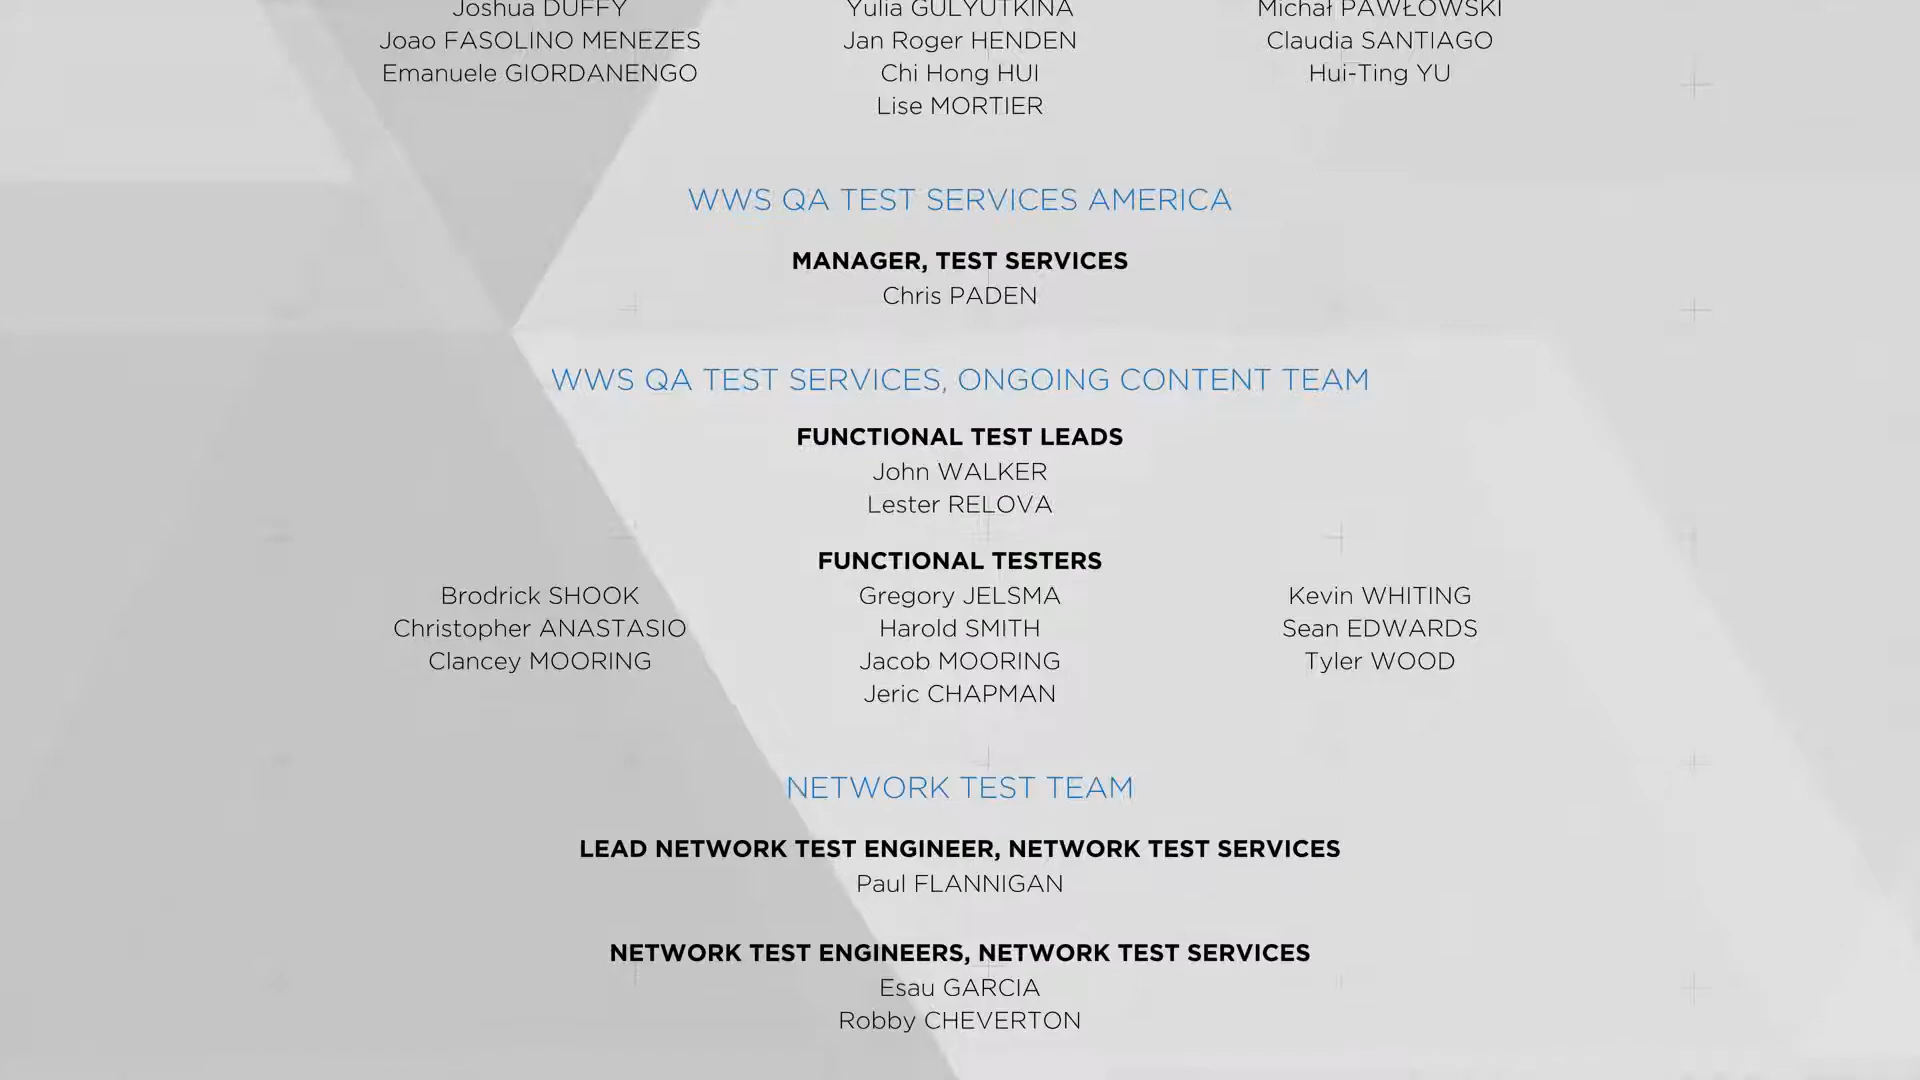 Joshua DUFFY Yulia GULYUTKINA Michał PAWŁOWSKI
Joao FASOLINO MENEZES Jan Roger HENDEN Claudia SANTIAGO
Emanuele GIORDANENGO Chi Hong HUI Hui-Ting YU
Lise MORTIER
WWS QA TEST SERVICES AMERICA
MANAGER, TEST SERVICES
Chris PADEN
WWS QA TEST SERVICES, ONGOING CONTENT TEAM
FUNCTIONAL TEST LEADS
John WALKER
Lester RELOVA
FUNCTIONAL TESTERS
Brodrick SHOOK Gregory JELSMA Kevin WHITING
Christopher ANASTASIO Harold SMITH Sean EDWARDS
Clancey MOORING Jacob MOORING Tyler WOOD
Jeric CHAPMAN
NETWORK TEST TEAM
LEAD NETWORK TEST ENGINEER, NETWORK TEST SERVICES
Paul FLANNIGAN
NETWORK TEST ENGINEERS, NETWORK TEST SERVICES
Esau GARCIA
Robby CHEVERTON